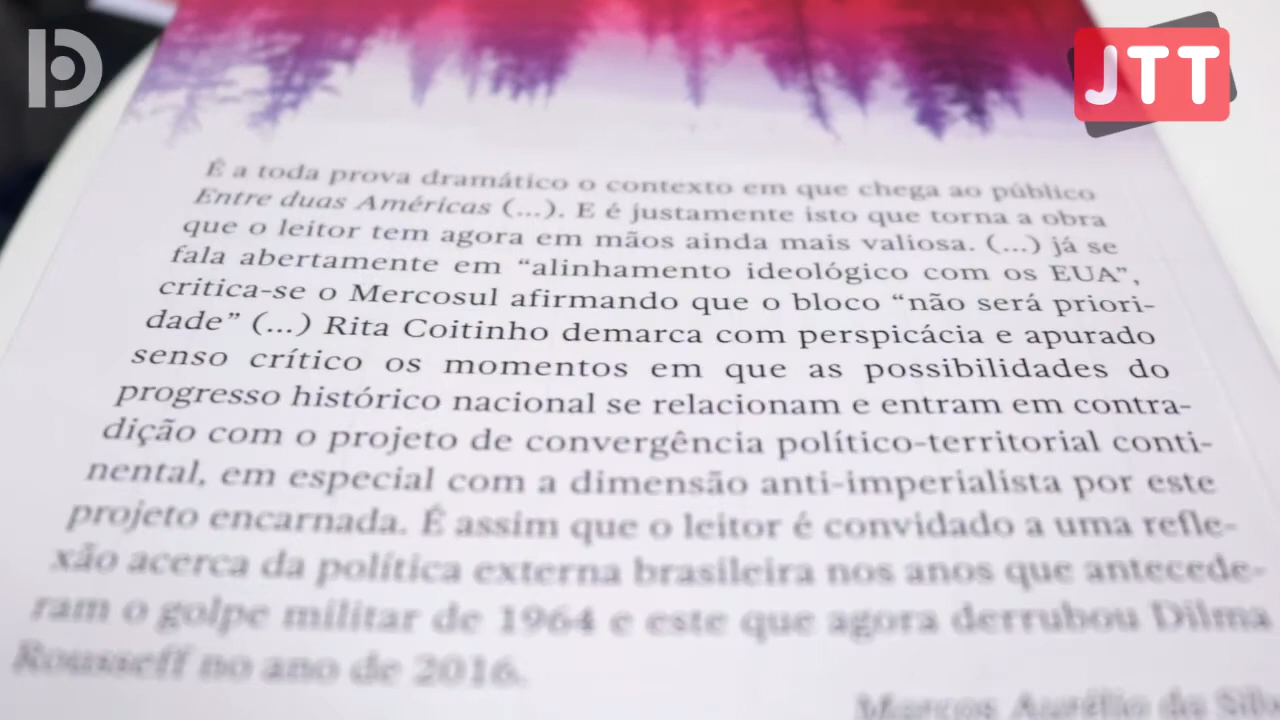 JTT
É a toda prova dramático o contexto em que chega ao público
Entre duas Américas (...). E é justamente isto que torna a obra
que o leitor tem agora em mãos ainda mais valiosa. (...) já se
fala abertamente em “alinhamento ideológico com os EUA”,
critica-se o Mercosul afirmando que o bloco “não será priori-
dade” (...) Rita Coitinho demarca com perspicácia e apurado
senso crítico os momentos em que as possibilidades do
progresso histórico nacional se relacionam e entram em contra-
dição com o projeto de convergência político-territorial conti-
nental, em especial com a dimensão anti-imperialista por este
projeto encarnada. É assim que o leitor é convidado a uma refle-
xão acerca da política externa brasileira nos anos que antecede-
ram o golpe militar de 1964 e este que agora derrubou Dilma
Rousseff no ano de 2016.
Marcos Aurélio da